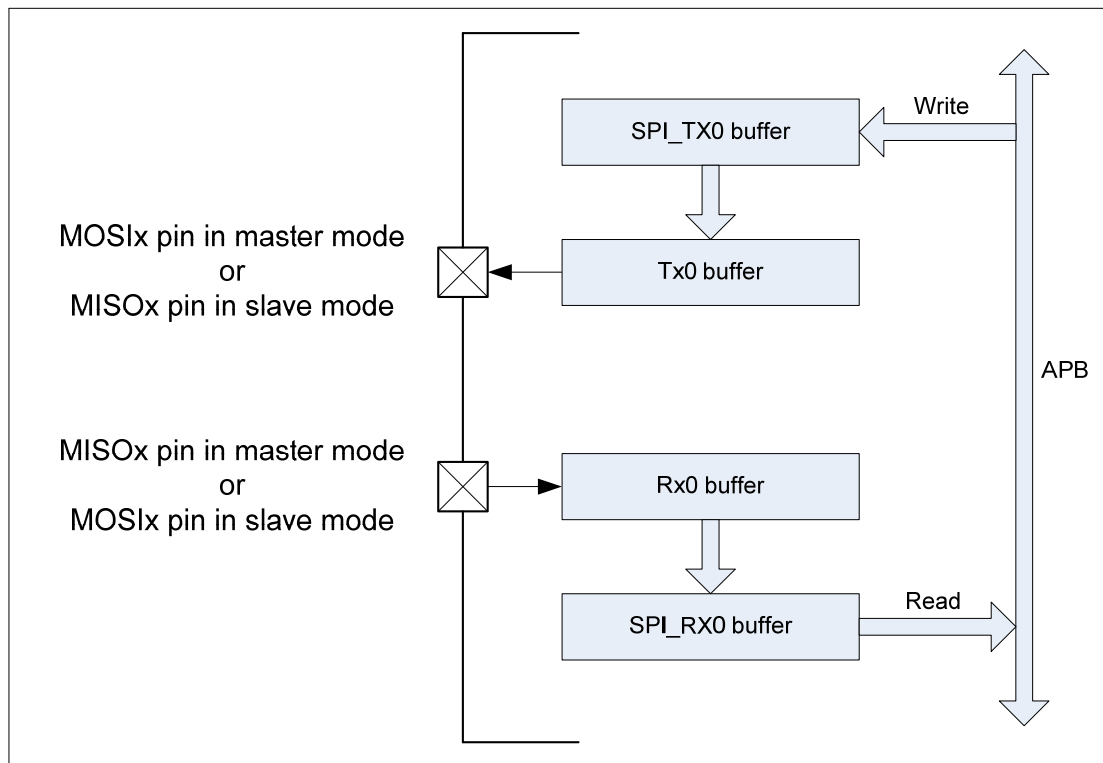 SPI_TX0 buffer
Write
MOSIx pin in master mode
or
MISOx pin in slave mode
Tx0 buffer
APB
MISOx pin in master mode
or
MOSIx pin in slave mode
Rx0 buffer
SPI_RX0 buffer
Read